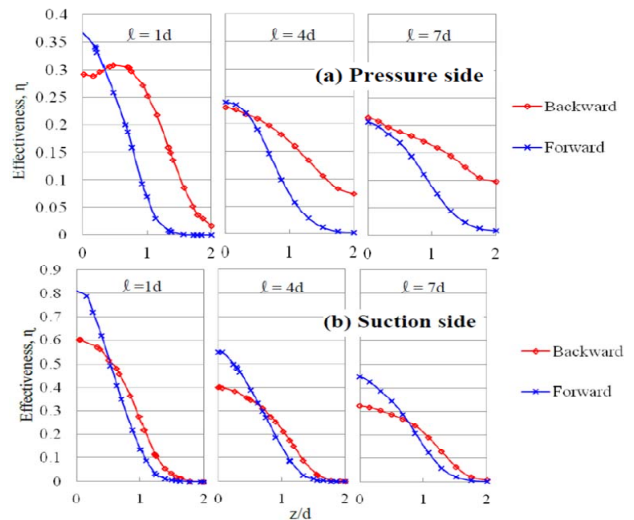 0.4
0.35
0.3
0.25
0.2
0.15
0.1
0 05
0
Effectiveness, η
ℓ = 1d
ℓ = 4d
ℓ = 7d
(a) Pressure side
0 1 2
0 1 2
0 1 2
Backward
Forward
0.9
0.8
0.7
0.6
0.5
0.4
0.3
0.2
0.1
0
Effectiveness, η
ℓ =1d
ℓ = 4d
ℓ = 7d
(b) Suction side
0 1 2
0 1 2
0 1 2
z/d
Backward
Forward